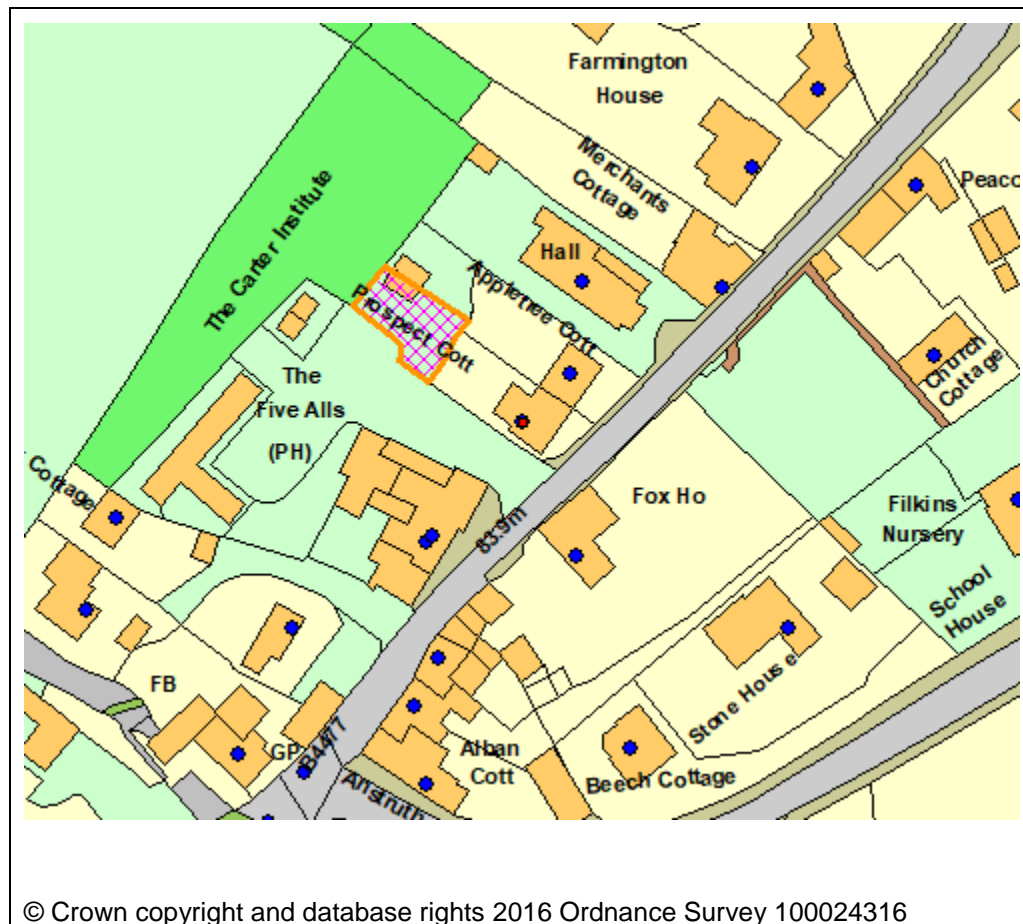 Farmington
House
Merchants
Cottage
Peaco
The Carter Institute
Hall
Appletree Cott
Prospect Cott
Church
Cottage
The
Five Alls
(PH)
Cottage
83.9m
Fox Ho
Filkins
Nursery
School
House
Stone House
FB
GP
B4477
Alban
Cott
Beech Cottage
Anstruth
© Crown copyright and database rights 2016 Ordnance Survey 100024316